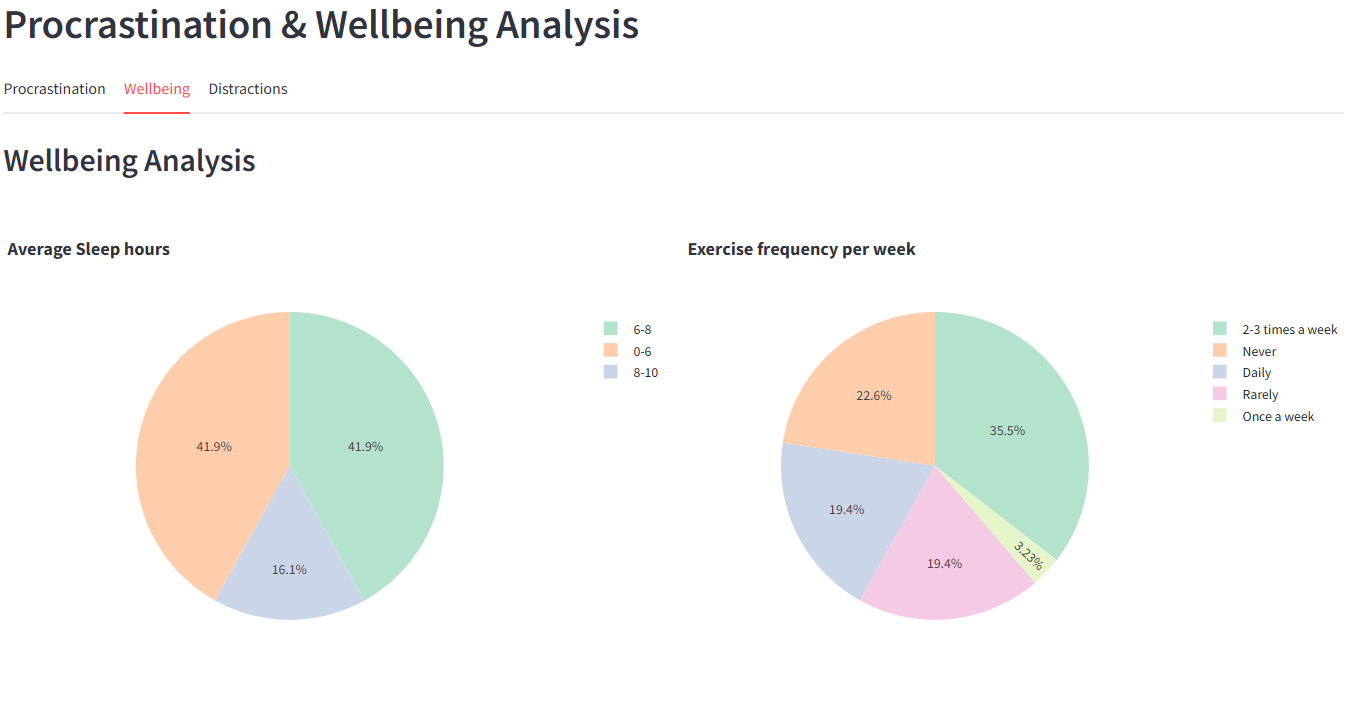 Procrastination & Wellbeing Analysis
Procrastination Wellbeing Distractions
Wellbeing Analysis
Average Sleep hours
41.9%
41.9%
16.1%
6-8
0-6
8-10
Exercise frequency per week
22.6%
35.5%
19.4%
19.4%
3.23%
2-3 times a week
Never
Daily
Rarely
Once a week